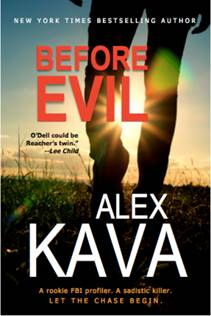 NEW YORK TIMES BESTSELLING AUTHOR
BEFORE
EVIL
O'Dell could be
Reacher's twin."
--Lee Child
ALEX
KAVA
A rookie FBI profiler. A sadistic killer.
LET THE CHASE BEGIN.